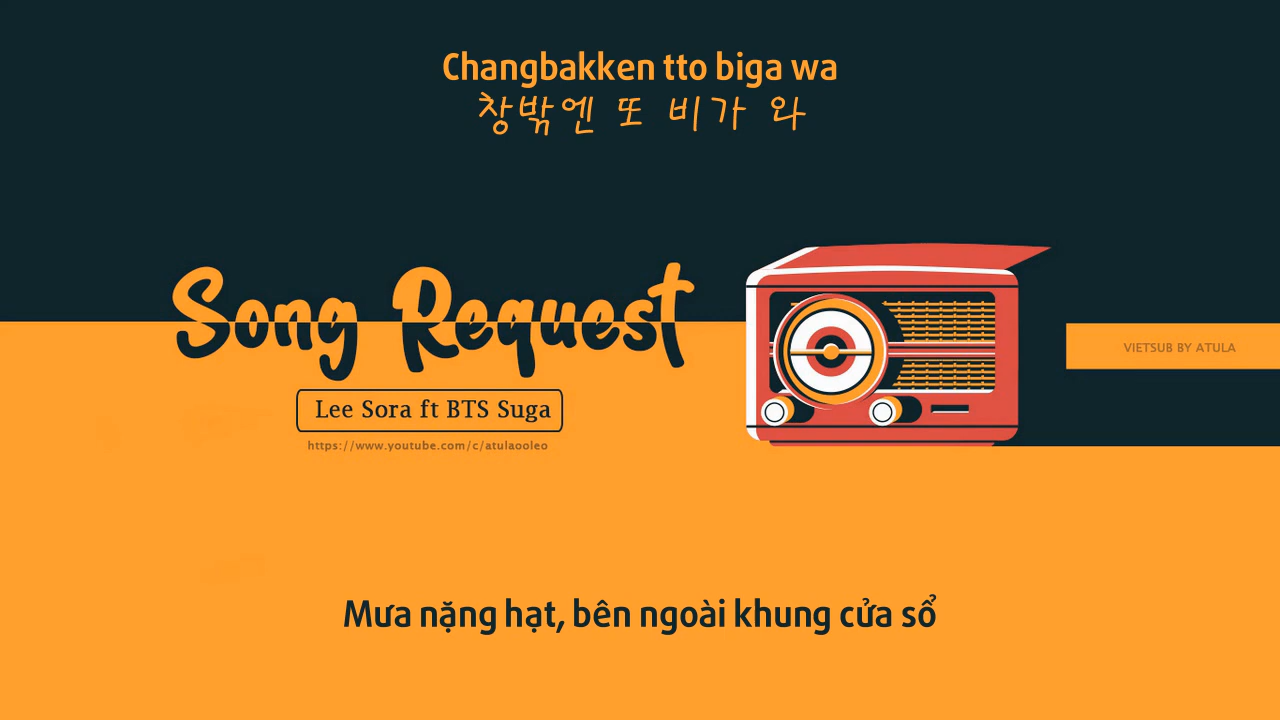 Changbakken tto biga wa
창밖엔 또 비가 와
Song Request
Lee Sora ft BTS Suga
https://www.youtube.com/c/atulaooleo
VIETSUB BY ATULA
Mưa nặng hạt, bên ngoài khung cửa sổ